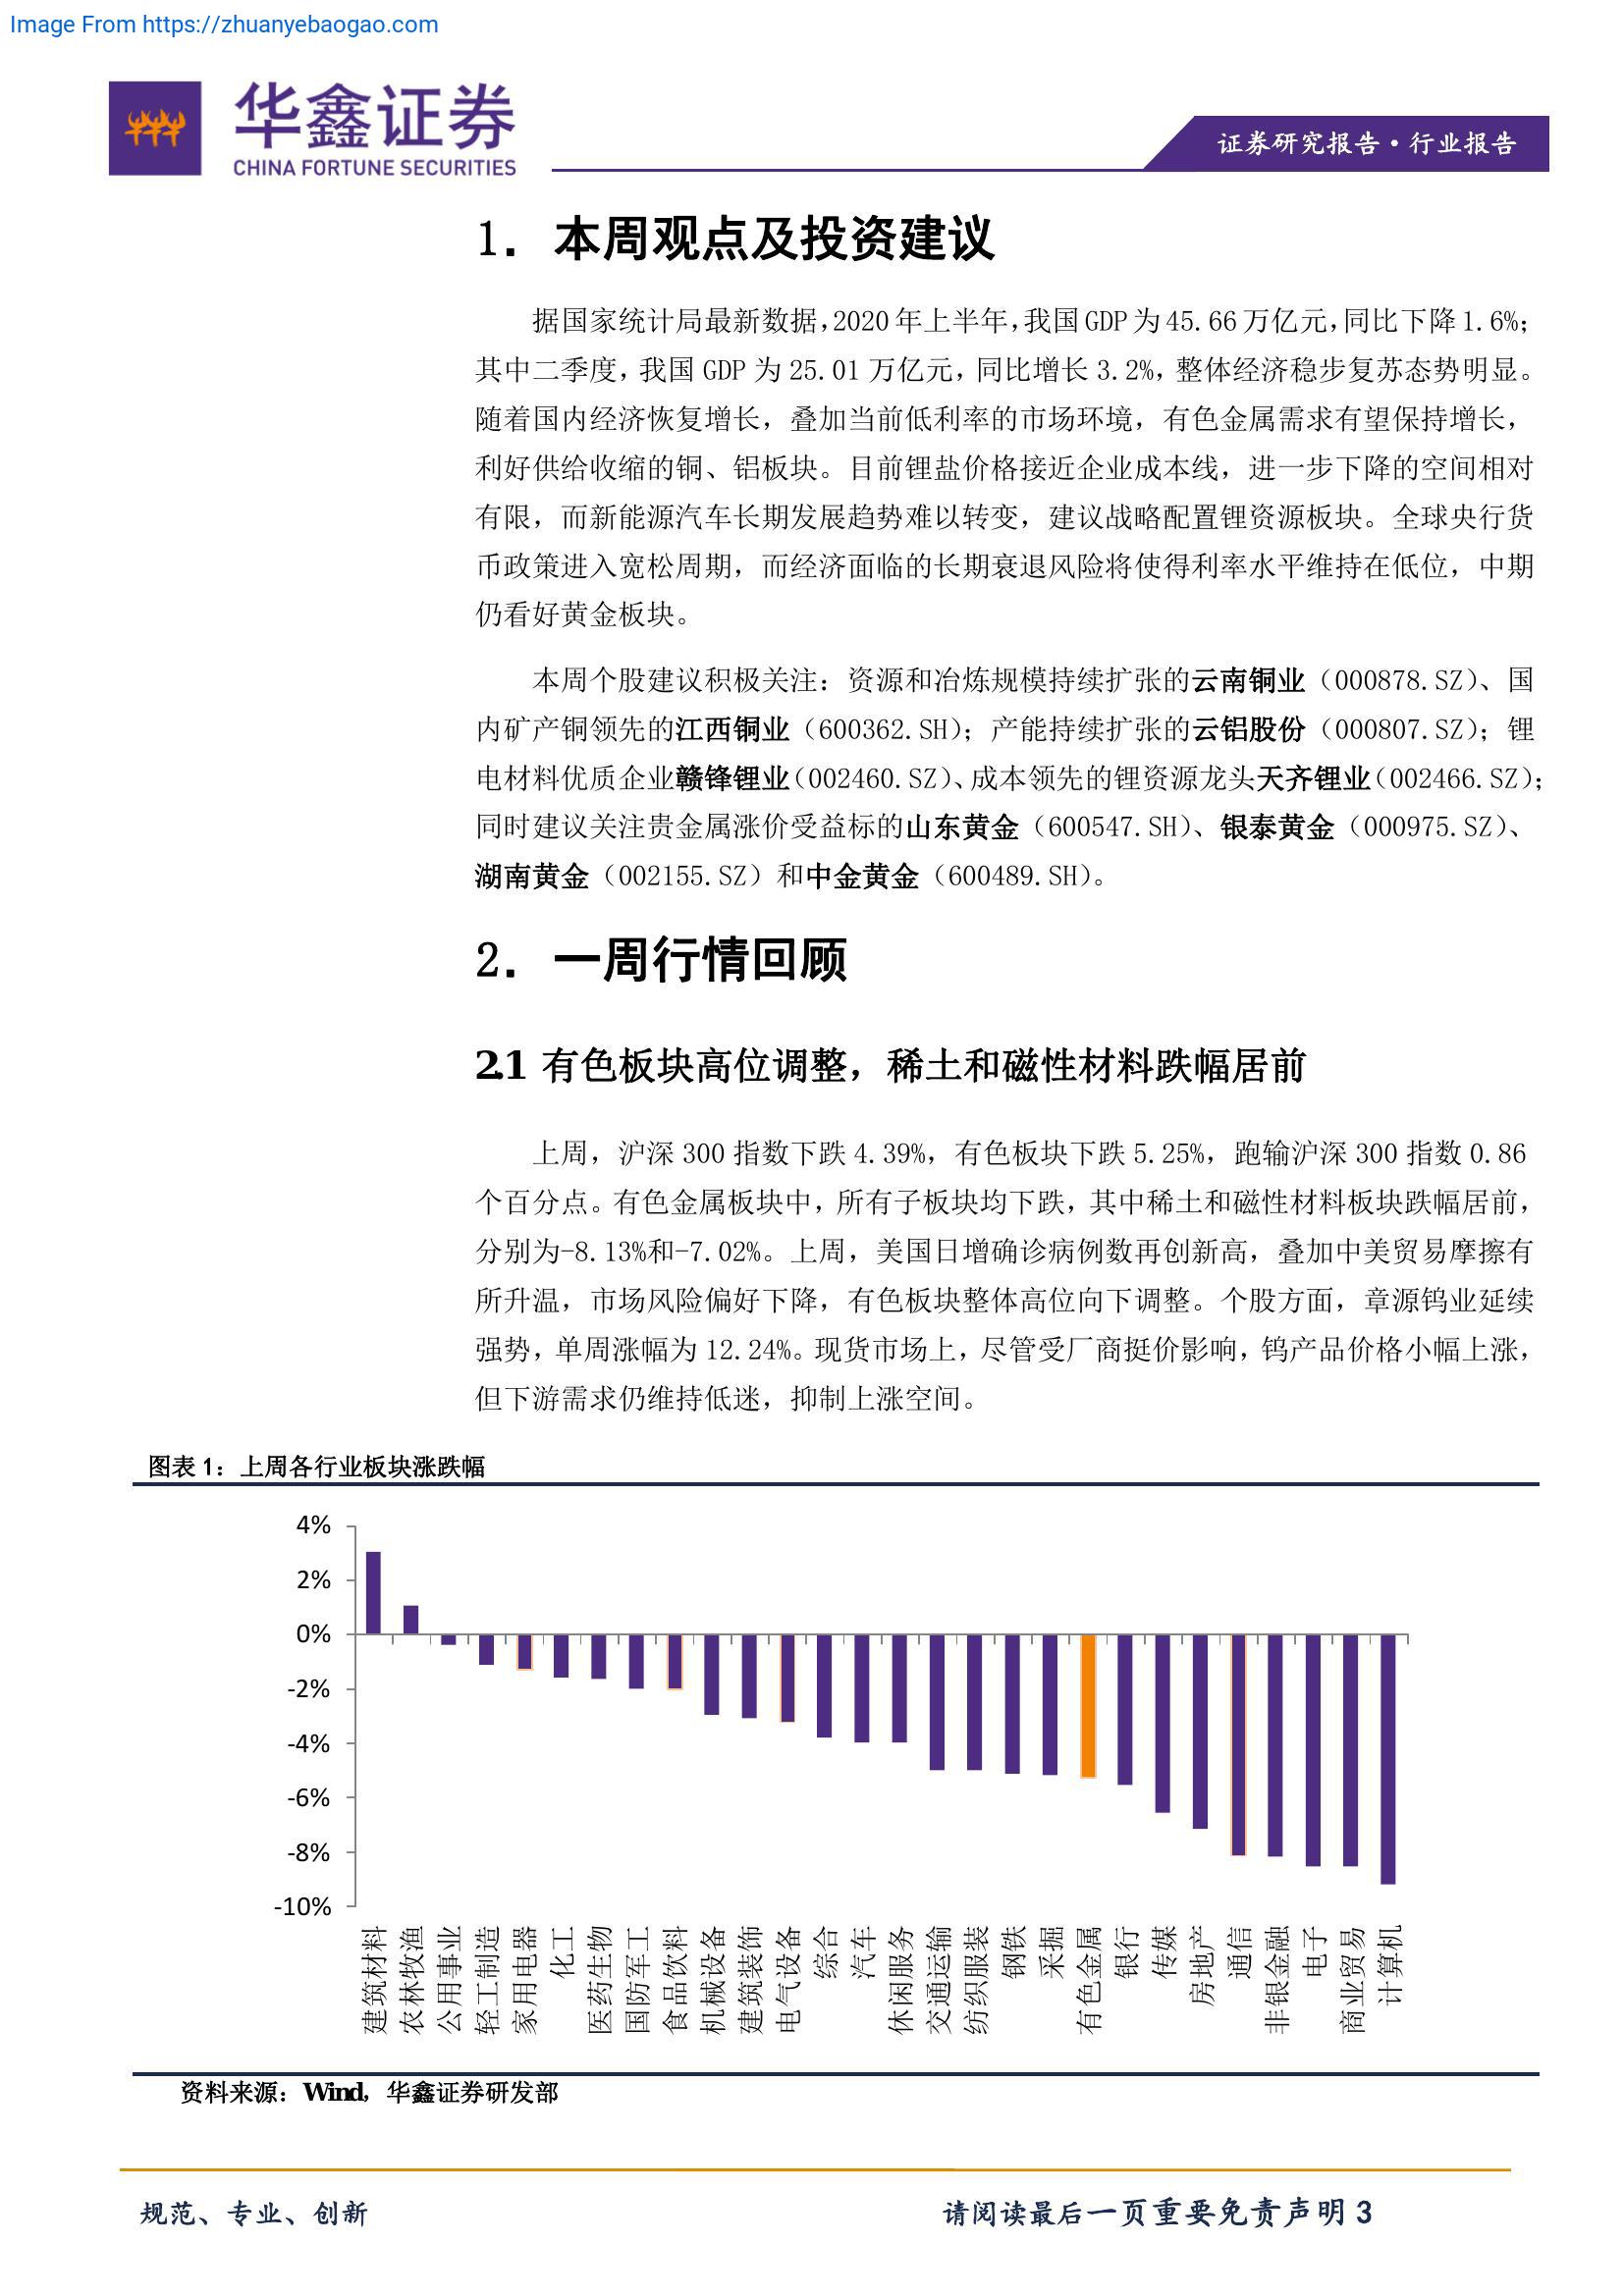 Image From https://zhuanyebaogao.com
华鑫证券
CHINA FORTUNE SECURITIES
证券研究报告·行业报告
1. 本周观点及投资建议
据国家统计局最新数据，2020年上半年，我国GDP为45.66万亿元，同比下降1.6%；
其中二季度，我国 GDP 为 25.01 万亿元，同比增长 3.2%，整体经济稳步复苏态势明显。
随着国内经济恢复增长，叠加当前低利率的市场环境，有色金属需求有望保持增长，
利好供给收缩的铜、铝板块。目前锂盐价格接近企业成本线，进一步下降的空间相对
有限，而新能源汽车长期发展趋势难以转变，建议战略配置锂资源板块。全球央行货
币政策进入宽松周期，而经济面临的长期衰退风险将使得利率水平维持在低位，中期
仍看好黄金板块。
本周个股建议积极关注：资源和冶炼规模持续扩张的云南铜业（000878.SZ）、国
内矿产铜领先的江西铜业（600362.SH）；产能持续扩张的云铝股份（000807.SZ）；锂
电材料优质企业赣锋锂业（002460.SZ）、成本领先的锂资源龙头天齐锂业（002466.SZ）；
同时建议关注贵金属涨价受益标的山东黄金（600547.SH）、银泰黄金（000975.SZ）、
湖南黄金（002155.SZ）和中金黄金（600489.SH）。
2. 一周行情回顾
2.1 有色板块高位调整，稀土和磁性材料跌幅居前
上周，沪深 300 指数下跌 4.39%，有色板块下跌 5.25%，跑输沪深 300 指数 0.86
个百分点。有色金属板块中，所有子板块均下跌，其中稀土和磁性材料板块跌幅居前，
分别为-8.13%和-7.02%。上周，美国日增确诊病例数再创新高，叠加中美贸易摩擦有
所升温，市场风险偏好下降，有色板块整体高位向下调整。个股方面，章源钨业延续
强势，单周涨幅为 12.24%。现货市场上，尽管受厂商挺价影响，钨产品价格小幅上涨，
但下游需求仍维持低迷，抑制上涨空间。
图表 1：上周各行业板块涨跌幅
4%
2%
0%
-2%
-4%
-6%
-8%
-10%
建筑材料
农林牧渔
公用事业
轻工制造
家用电器
化工
医药生物
国防军工
食品饮料
机械设备
建筑装饰
电气设备
综合
汽车
休闲服务
交通运输
纺织服装
钢铁
采掘
有色金属
银行
传媒
房地产
通信
非银金融
电子
商业贸易
计算机
资料来源：Wind，华鑫证券研发部
规范、专业、创新
请阅读最后一页重要免责声明 3